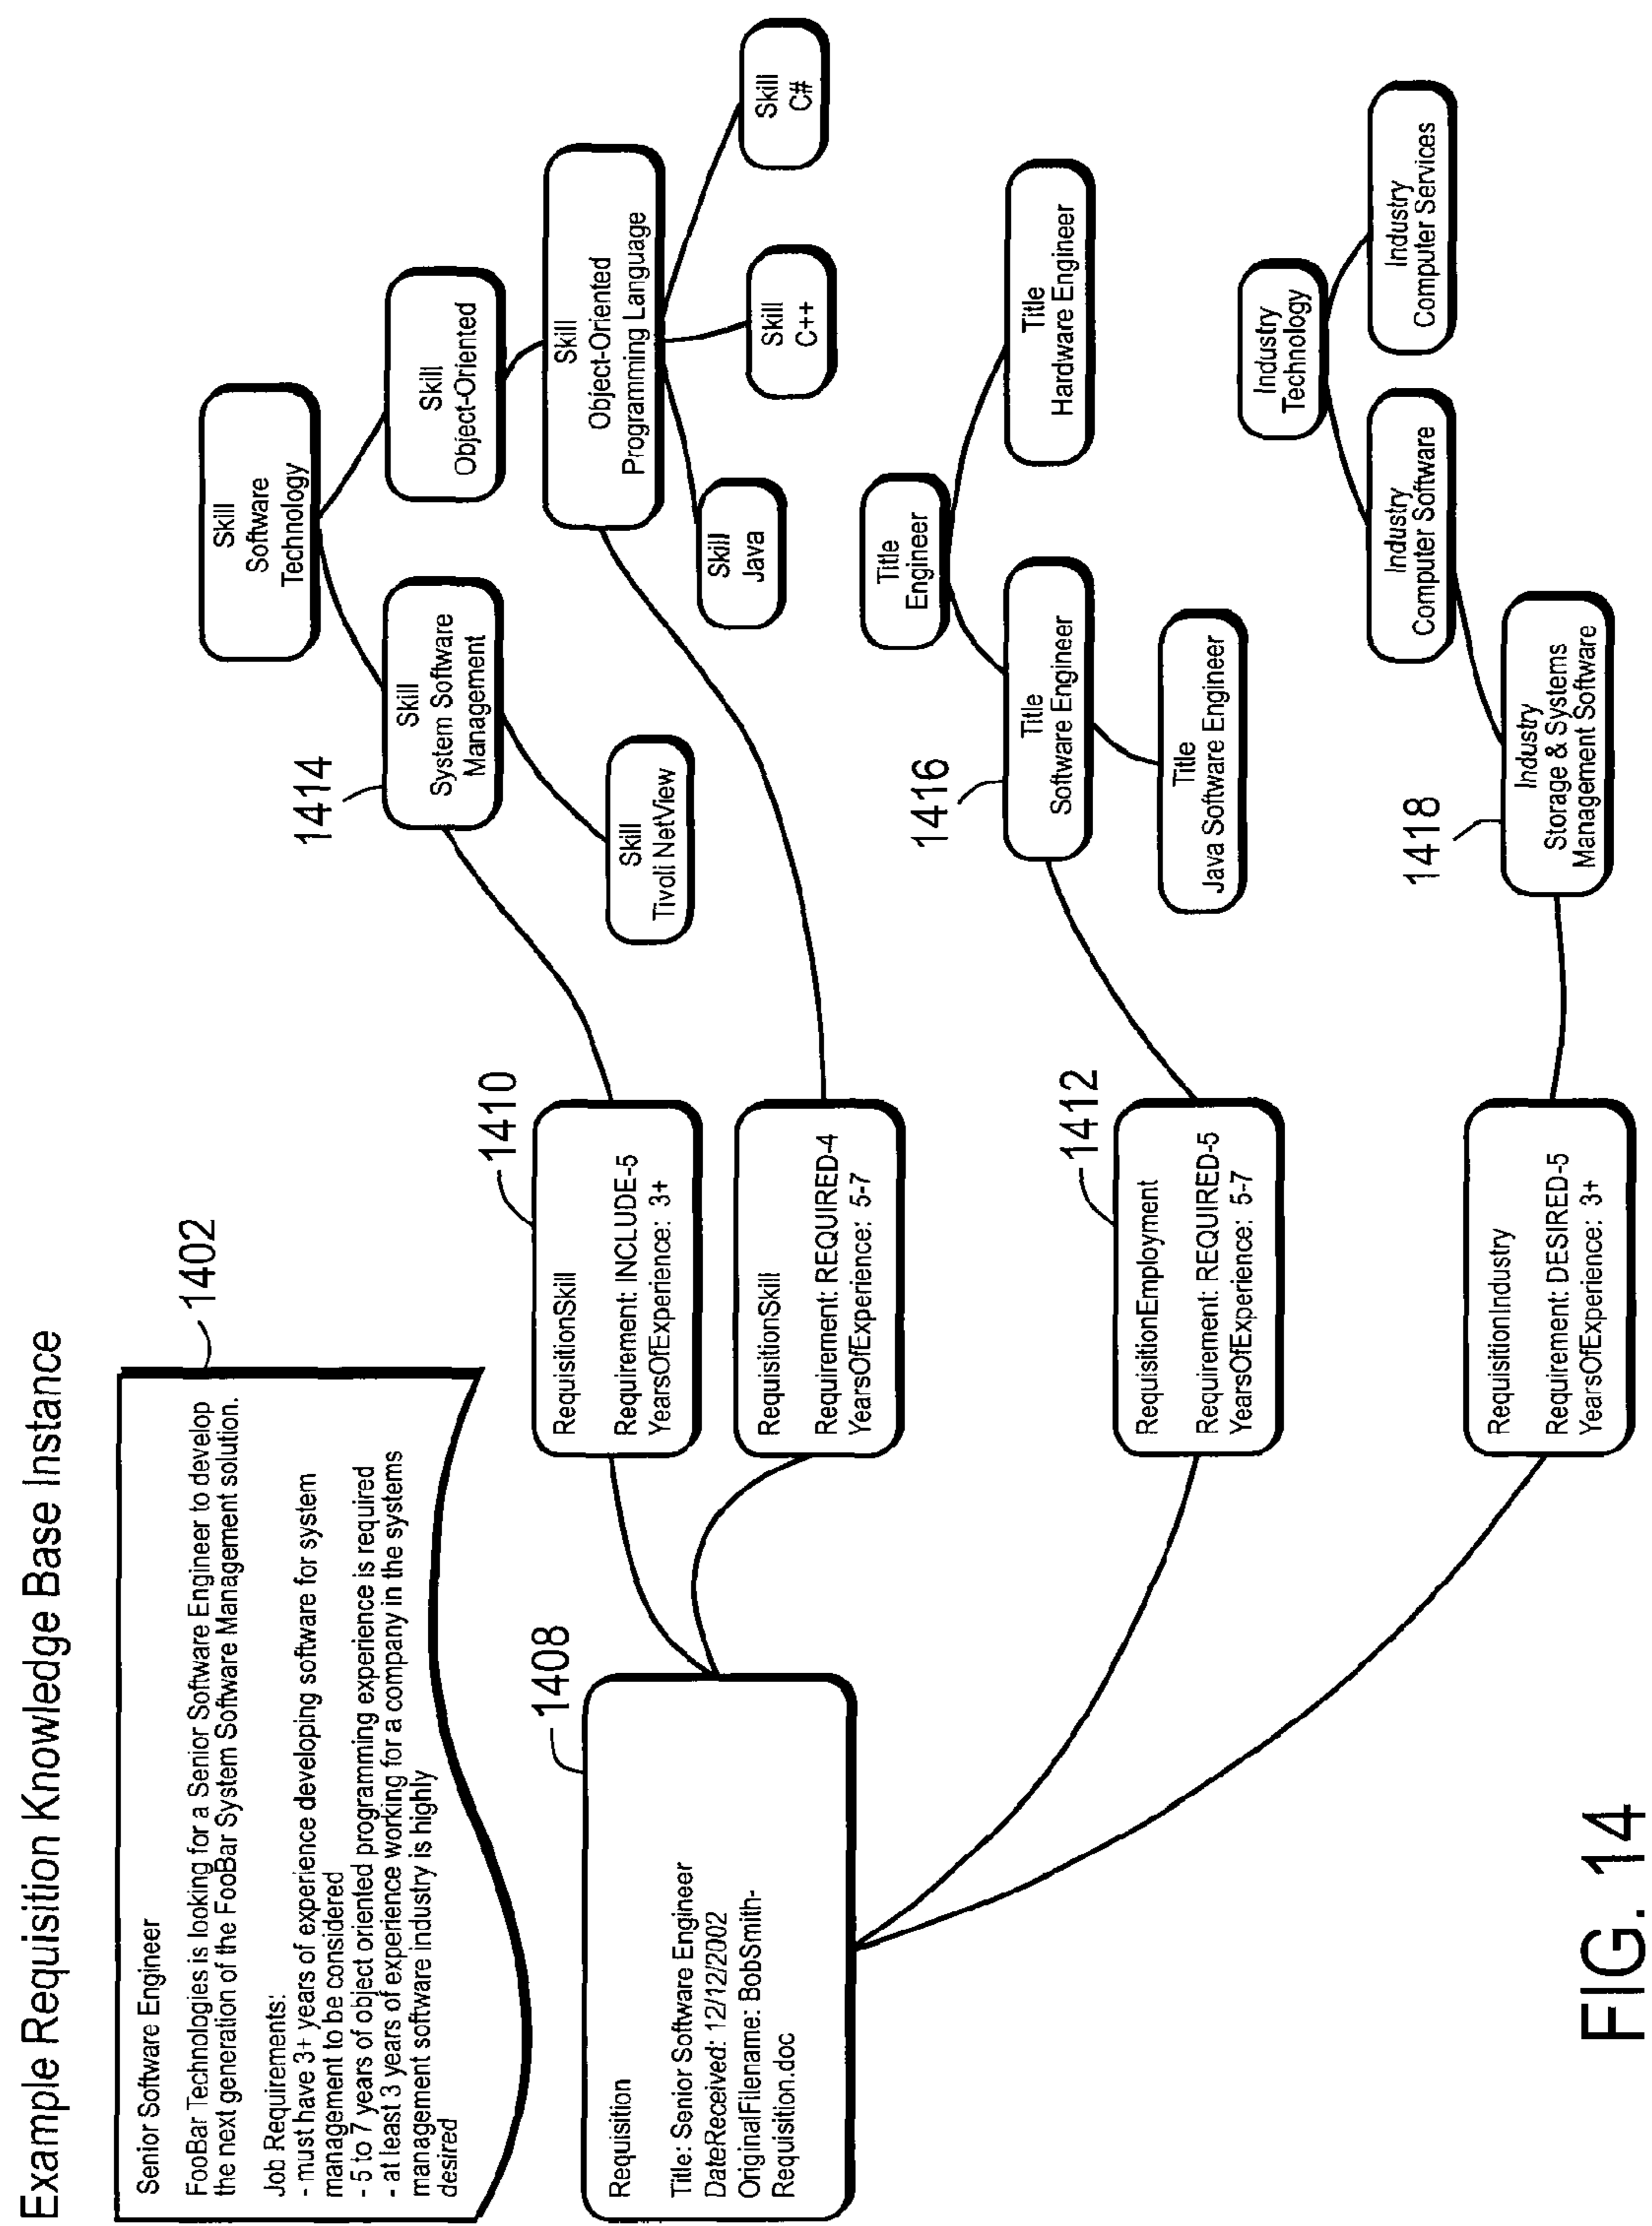 Example Requisition Knowledge Base Instance
Senior Software Engineer
FooBar Technologies is looking for a Senior Software Engineer to develop
the next generation of the FooBar System Software Management solution.
Job Requirements:
- must have 3+ years of experience developing software for system
management to be considered
- 5 to 7 years of object oriented programming experience is required
- at least 3 years of experience working for a company in the systems
management software industry is highly
desired
1402
1408
Requisition
Title: Senior Software Engineer
DateReceived: 12/12/2002
OriginalFilename: BobSmith-
Requisition.doc
1410
RequisitionSkill
Requirement: INCLUDE-5
YearsOfExperience: 3+
RequisitionSkill
Requirement: REQUIRED-4
YearsOfExperience: 5-7
1412
RequisitionEmployment
Requirement: REQUIRED-5
YearsOfExperience: 5-7
RequisitionIndustry
Requirement: DESIRED-5
YearsOfExperience: 3+
Skill
Software
Technology
1414
Skill
System Software
Management
Skill
Object-Oriented
Skill
Tivoli NetView
Skill
Object-Oriented
Programming Language
Skill
Java
Skill
C++
Skill
C#
Title
Engineer
1416
Title
Software Engineer
Title
Hardware Engineer
Title
Java Software Engineer
Industry
Technology
Industry
Computer Software
Industry
Computer Services
1418
Industry
Storage & Systems
Management Software
FIG. 14